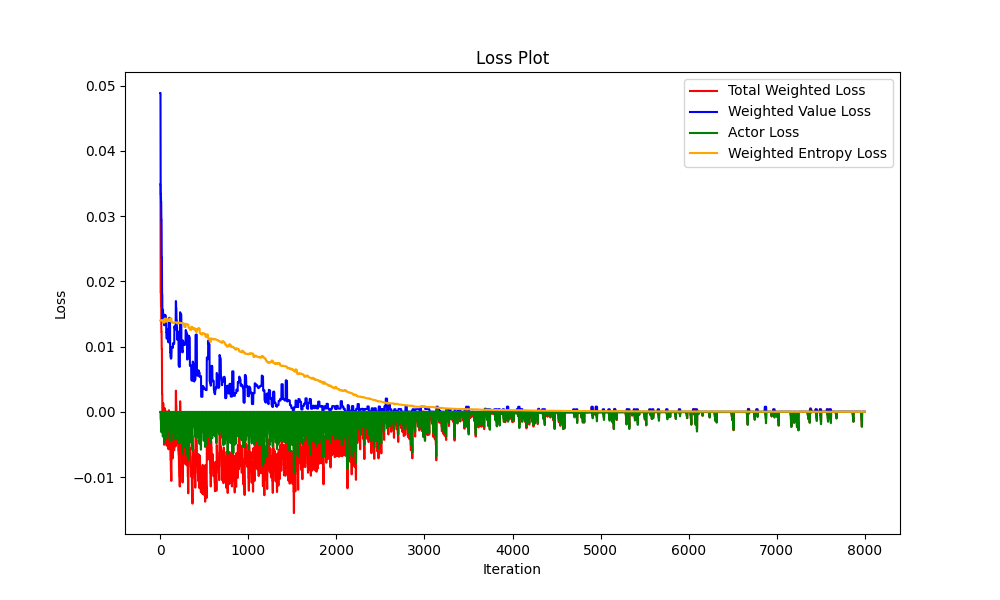 Loss Plot
Total Weighted Loss
Weighted Value Loss
Actor Loss
Weighted Entropy Loss
Loss
0.05
0.04
0.03
0.02
0.01
0.00
−0.01
0 1000 2000 3000 4000 5000 6000 7000 8000
Iteration